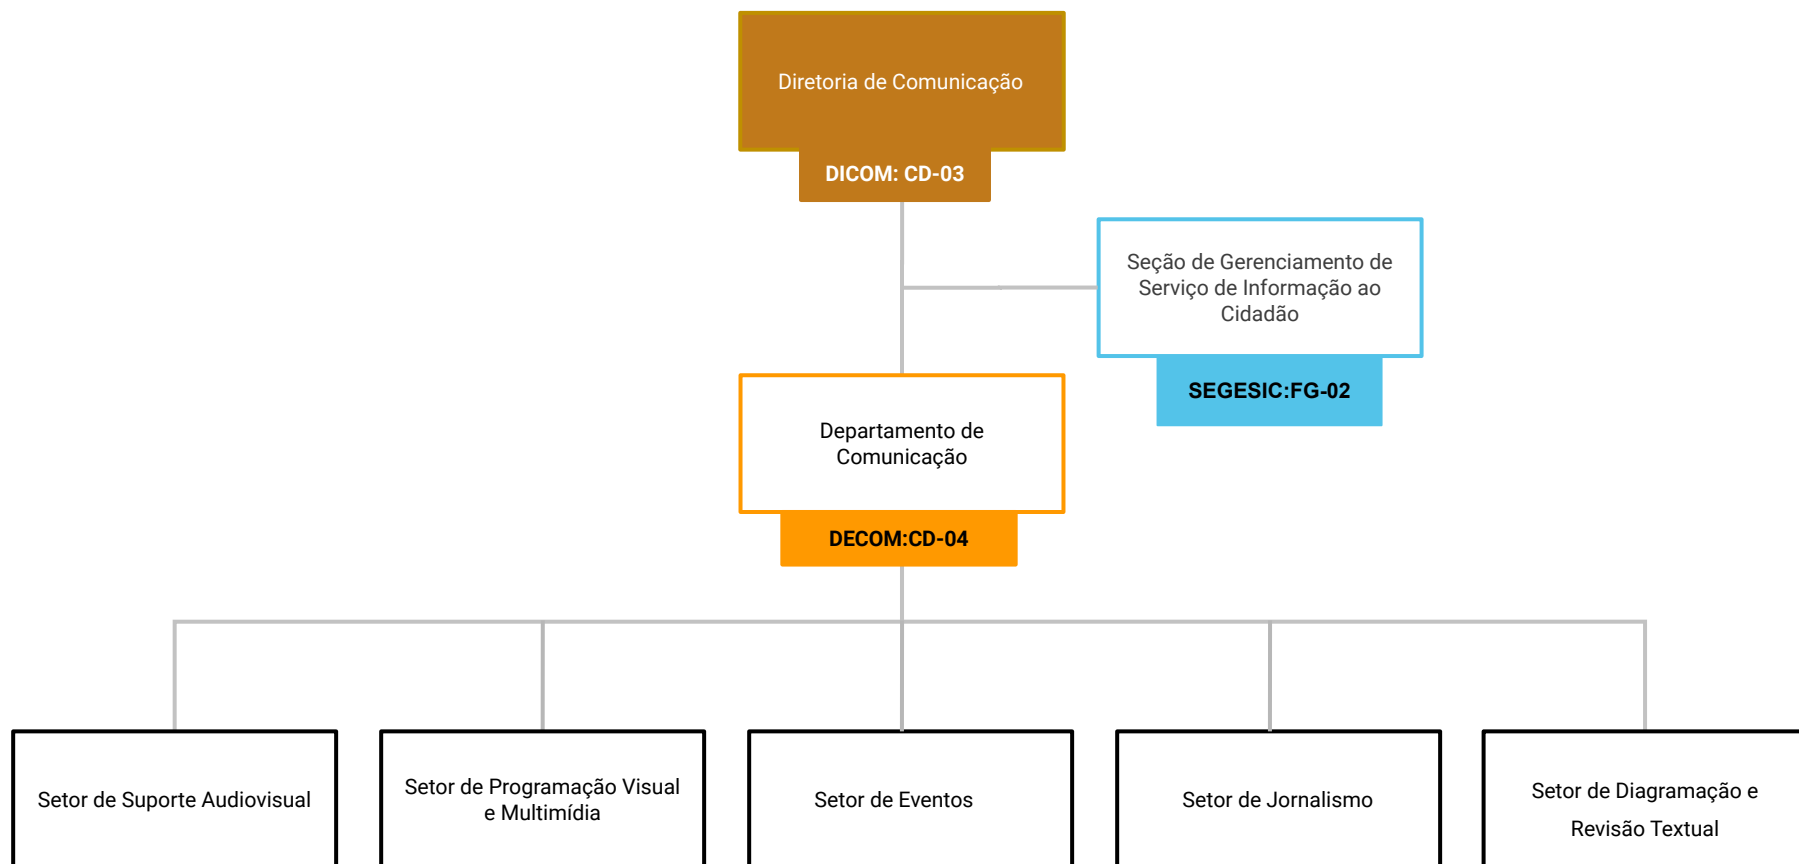 Diretoria de Comunicação
DICOM: CD-03
Seção de Gerenciamento de
Serviço de Informação ao
Cidadão
SEGESIC:FG-02
Departamento de
Comunicação
DECOM:CD-04
Setor de Suporte Audiovisual
Setor de Programação Visual
e Multimídia
Setor de Eventos
Setor de Jornalismo
Setor de Diagramação e
Revisão Textual